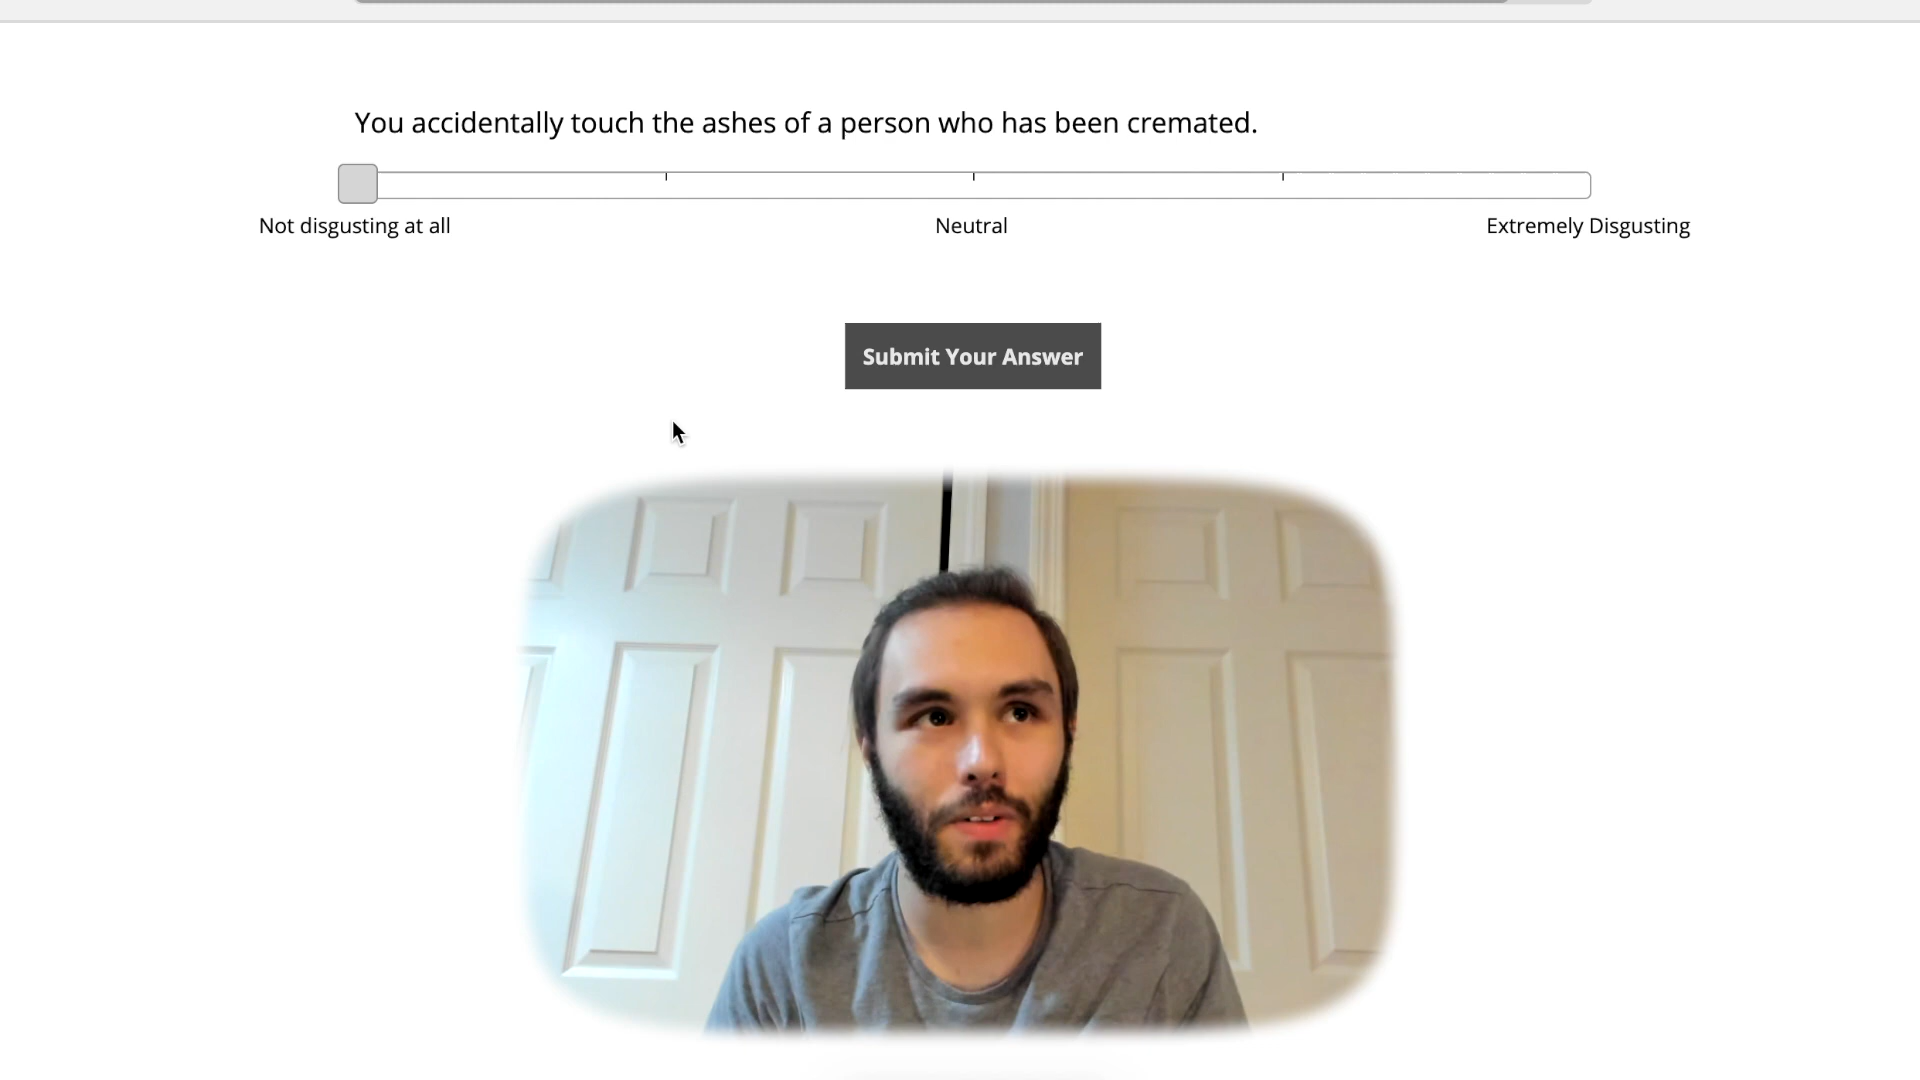 You accidentally touch the ashes of a person who has been cremated.
Not disgusting at all
Neutral
Extremely Disgusting
Submit Your Answer